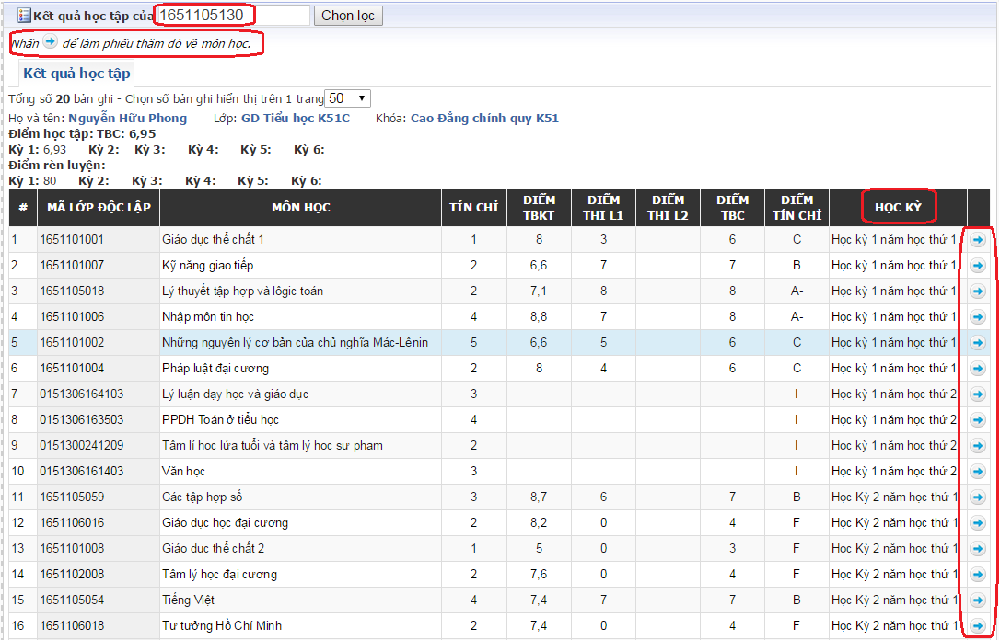 Kết quả học tập của 1651105130 Chọn lọc
Nhấn để làm phiếu thăm dò về môn học.
Kết quả học tập
Tổng số 20 bản ghi - Chọn số bản ghi hiển thị trên 1 trang 50
Họ và tên: Nguyễn Hữu Phong Lớp: GD Tiểu học K51C Khóa: Cao Đẳng chính quy K51
Điểm học tập: TBC: 6,95
Kỳ 1: 6,93 Kỳ 2: Kỳ 3: Kỳ 4: Kỳ 5: Kỳ 6:
Điểm rèn luyện:
Kỳ 1: 80 Kỳ 2: Kỳ 3: Kỳ 4: Kỳ 5: Kỳ 6:
# MÃ LỚP ĐỘC LẬP MÔN HỌC TÍN CHỈ ĐIỂM TBKT ĐIỂM THI L1 ĐIỂM THI L2 ĐIỂM TBC ĐIỂM TÍN CHỈ HỌC KỲ
1 1651101001 Giáo dục thể chất 1 1 8 3 6 C Học kỳ 1 năm học thứ 1
2 1651101007 Kỹ năng giao tiếp 2 6,6 7 7 B Học kỳ 1 năm học thứ 1
3 1651105018 Lý thuyết tập hợp và lôgic toán 2 7,1 8 8 A- Học kỳ 1 năm học thứ 1
4 1651101006 Nhập môn tin học 4 8,8 7 8 A- Học kỳ 1 năm học thứ 1
5 1651101002 Những nguyên lý cơ bản của chủ nghĩa Mác-Lênin 5 6,6 5 6 C Học kỳ 1 năm học thứ 1
6 1651101004 Pháp luật đại cương 2 8 4 6 C Học kỳ 1 năm học thứ 1
7 0151306164103 Lý luận dạy học và giáo dục 3 I Học kỳ 1 năm học thứ 2
8 0151306163503 PPDH Toán ở tiểu học 4 I Học kỳ 1 năm học thứ 2
9 0151300241209 Tâm lí học lứa tuổi và tâm lý học sư phạm 2 I Học kỳ 1 năm học thứ 2
10 0151306161403 Văn học 3 I Học kỳ 1 năm học thứ 2
11 1651105059 Các tập hợp số 3 8,7 6 7 B Học Kỳ 2 năm học thứ 1
12 1651106016 Giáo dục học đại cương 2 8,2 0 4 F Học Kỳ 2 năm học thứ 1
13 1651101008 Giáo dục thể chất 2 1 5 0 3 F Học Kỳ 2 năm học thứ 1
14 1651102008 Tâm lý học đại cương 2 7,6 0 4 F Học Kỳ 2 năm học thứ 1
15 1651105054 Tiếng Việt 4 7,4 7 7 B Học Kỳ 2 năm học thứ 1
16 1651106018 Tư tưởng Hồ Chí Minh 2 7,4 0 4 F Học Kỳ 2 năm học thứ 1